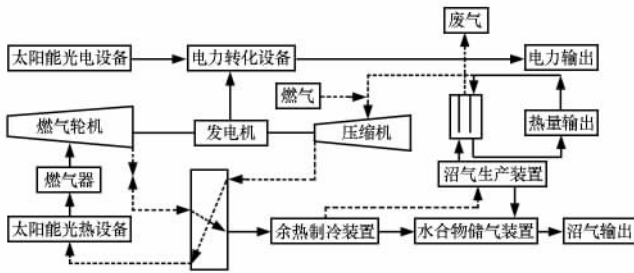 废气
太阳能光电设备
电力转化设备
电力输出
燃气
燃气轮机
发电机
压缩机
热量输出
燃气器
沼气生产装置
太阳能光热设备
余热制冷装置
水合物储气装置
沼气输出